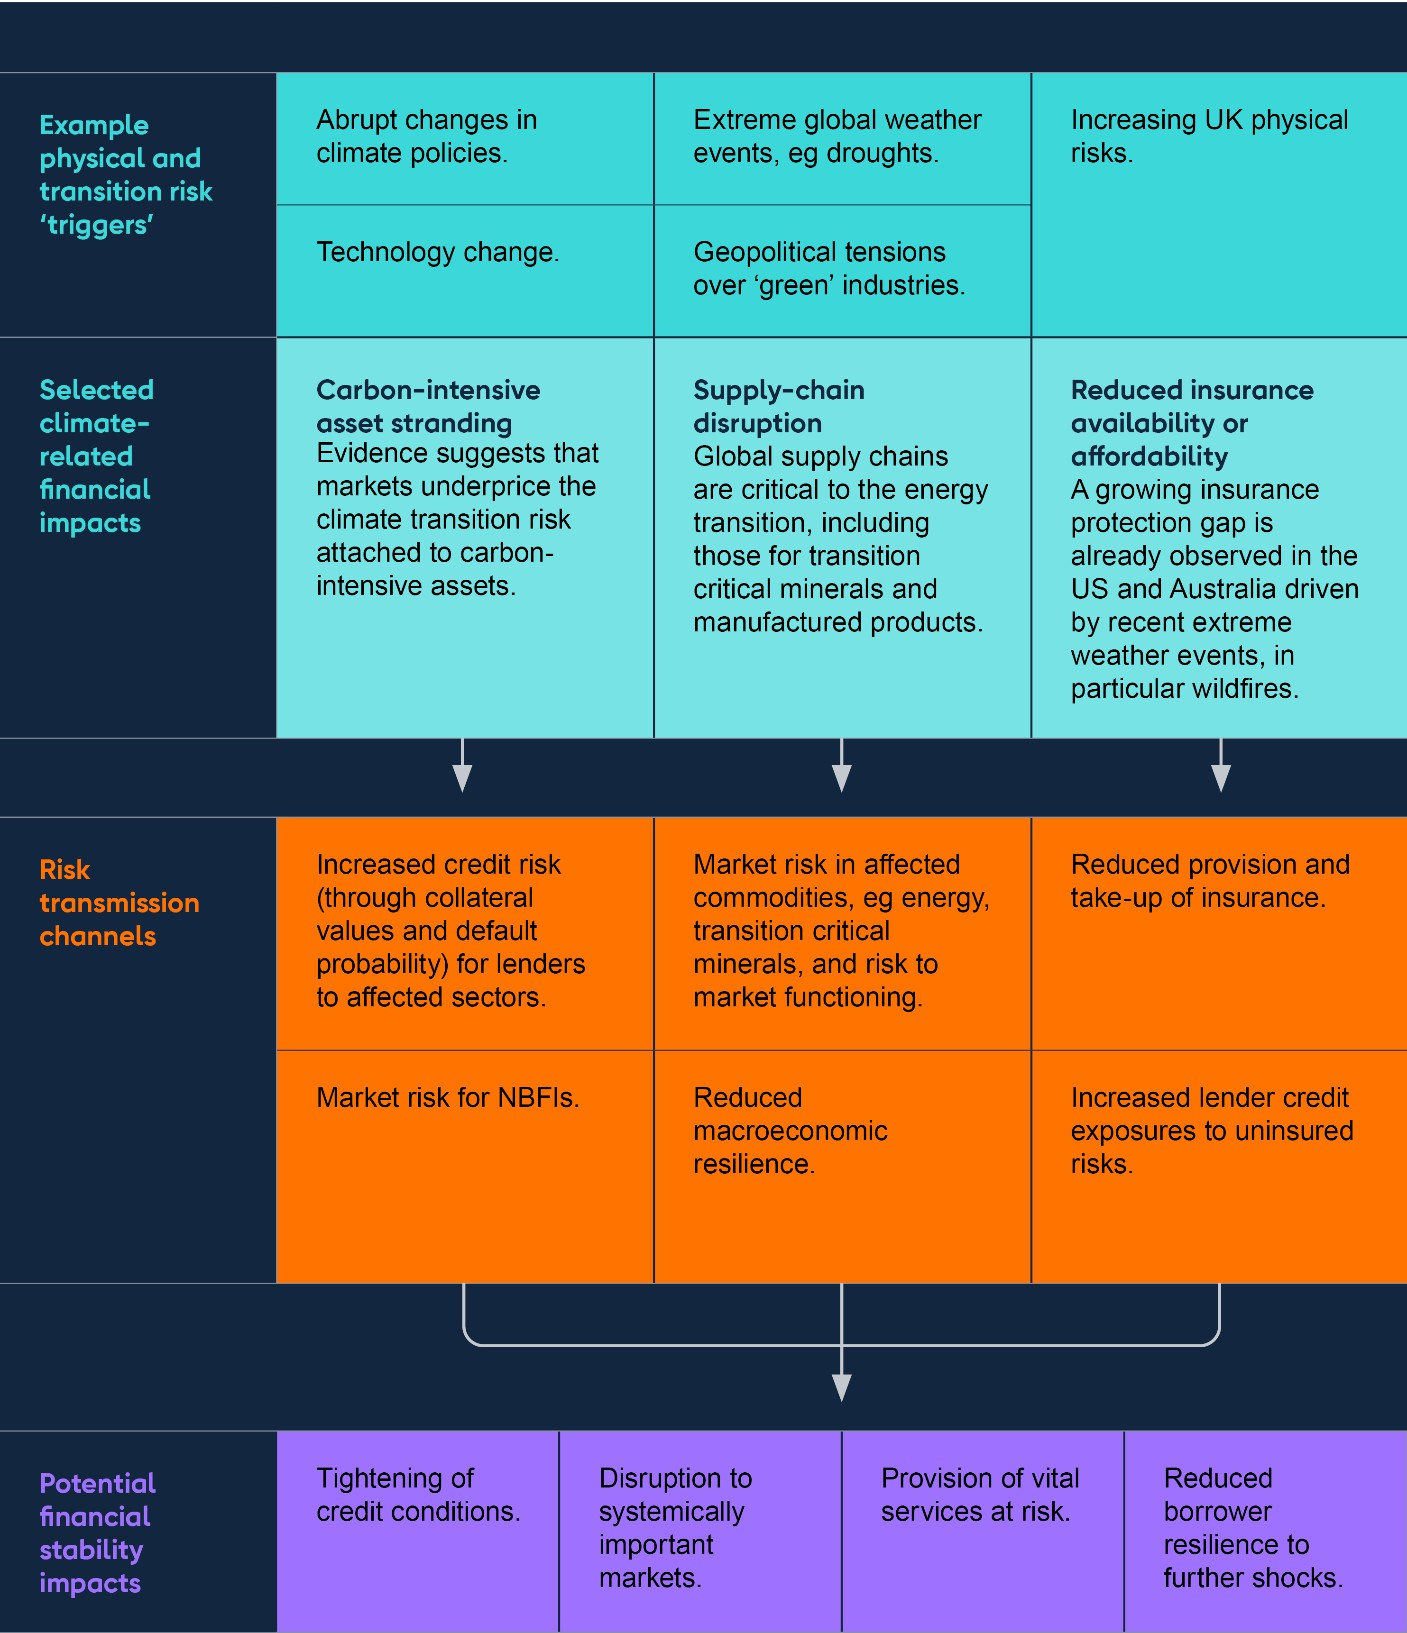 Example
physical and
transition risk
‘triggers’
Abrupt changes in
climate policies.
Extreme global weather
events, eg droughts.
Increasing UK physical
risks.
Technology change.
Geopolitical tensions
over ‘green’ industries.
Selected
climate-
related
financial
impacts
Carbon-intensive
asset stranding
Evidence suggests that
markets underprice the
climate transition risk
attached to carbon-
intensive assets.
Supply-chain
disruption
Global supply chains
are critical to the energy
transition, including
those for transition
critical minerals and
manufactured products.
Reduced insurance
availability or
affordability
A growing insurance
protection gap is
already observed in the
US and Australia driven
by recent extreme
weather events, in
particular wildfires.
Risk
transmission
channels
Increased credit risk
(through collateral
values and default
probability) for lenders
to affected sectors.
Market risk in affected
commodities, eg energy,
transition critical
minerals, and risk to
market functioning.
Reduced provision and
take-up of insurance.
Market risk for NBFIs.
Reduced
macroeconomic
resilience.
Increased lender credit
exposures to uninsured
risks.
Potential
financial
stability
impacts
Tightening of
credit conditions.
Disruption to
systemically
important
markets.
Provision of vital
services at risk.
Reduced
borrower
resilience to
further shocks.